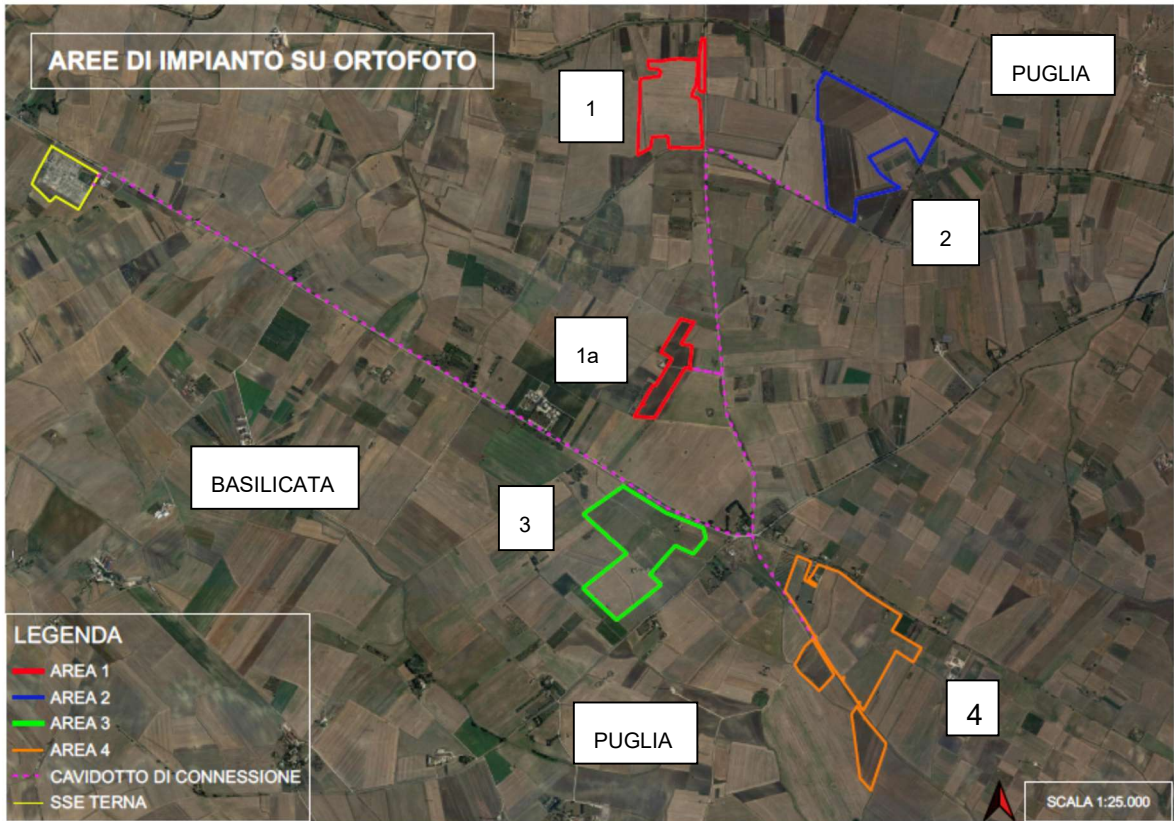 AREE DI IMPIANTO SU ORTOFOTO
PUGLIA
1
2
1a
BASILICATA
3
4
PUGLIA
LEGENDA
AREA 1
AREA 2
AREA 3
AREA 4
CAVIDOTTO DI CONNESSIONE
SSE TERNA
SCALA 1:25.000